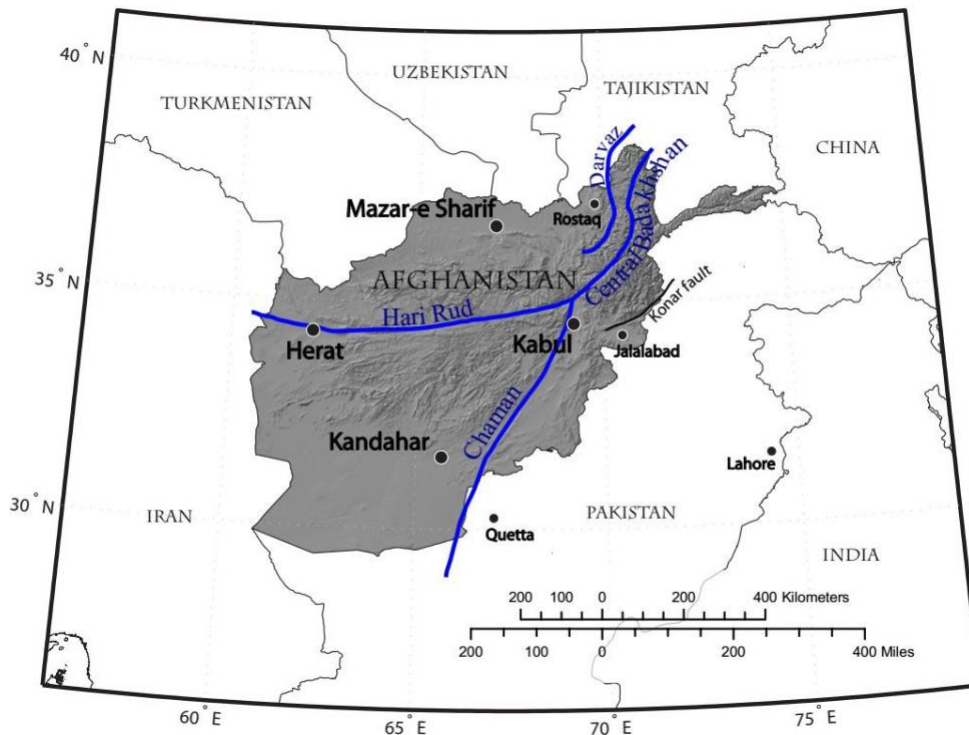 40° N
UZBEKISTAN
TAJIKISTAN
TURKMENISTAN
CHINA
Darvaz
Central Badakhshan
Mazar-e Sharif
Rostaq
35° N
AFGHANISTAN
Hari Rud
Konar fault
Herat
Kabul
Jalalabad
Chaman
Kandahar
Lahore
30° N
IRAN
PAKISTAN
Quetta
INDIA
200 100 0 200 400 Kilometers
200 100 0 200 400 Miles
60° E
65° E
70° E
75° E